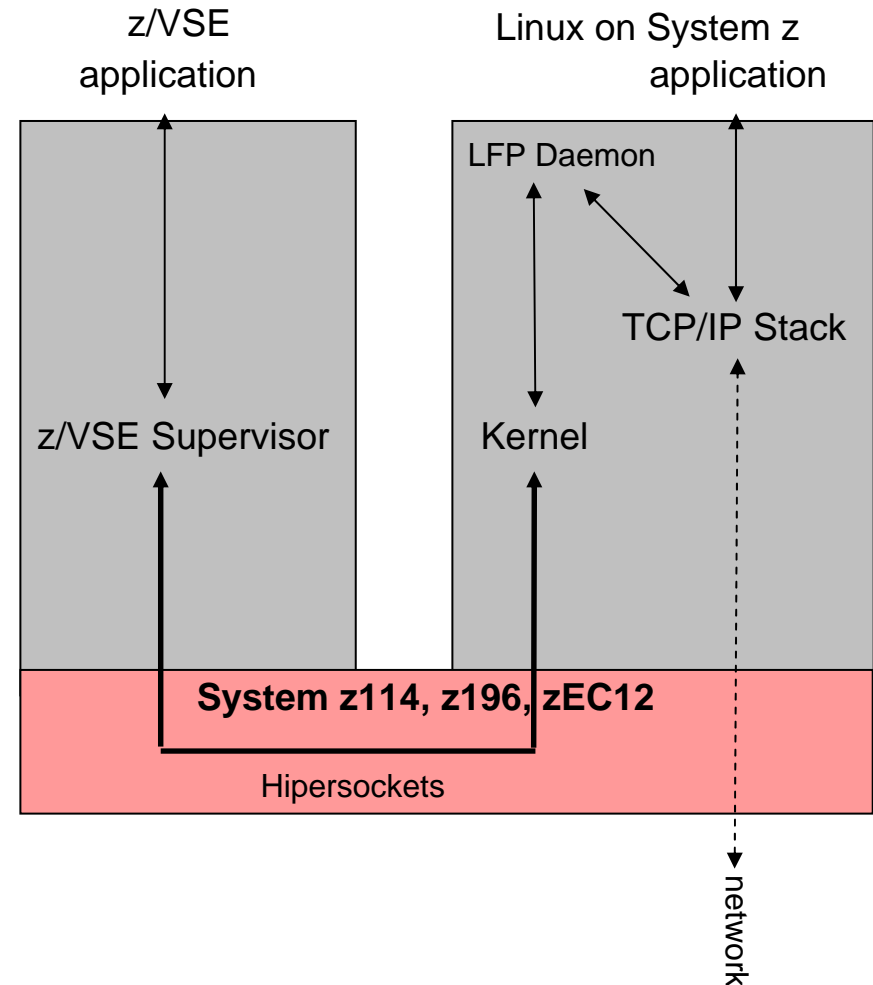 z/VSE
application
Linux on System z
application
LFP Daemon
TCP/IP Stack
z/VSE Supervisor
Kernel
System z114, z196, zEC12
Hipersockets
network